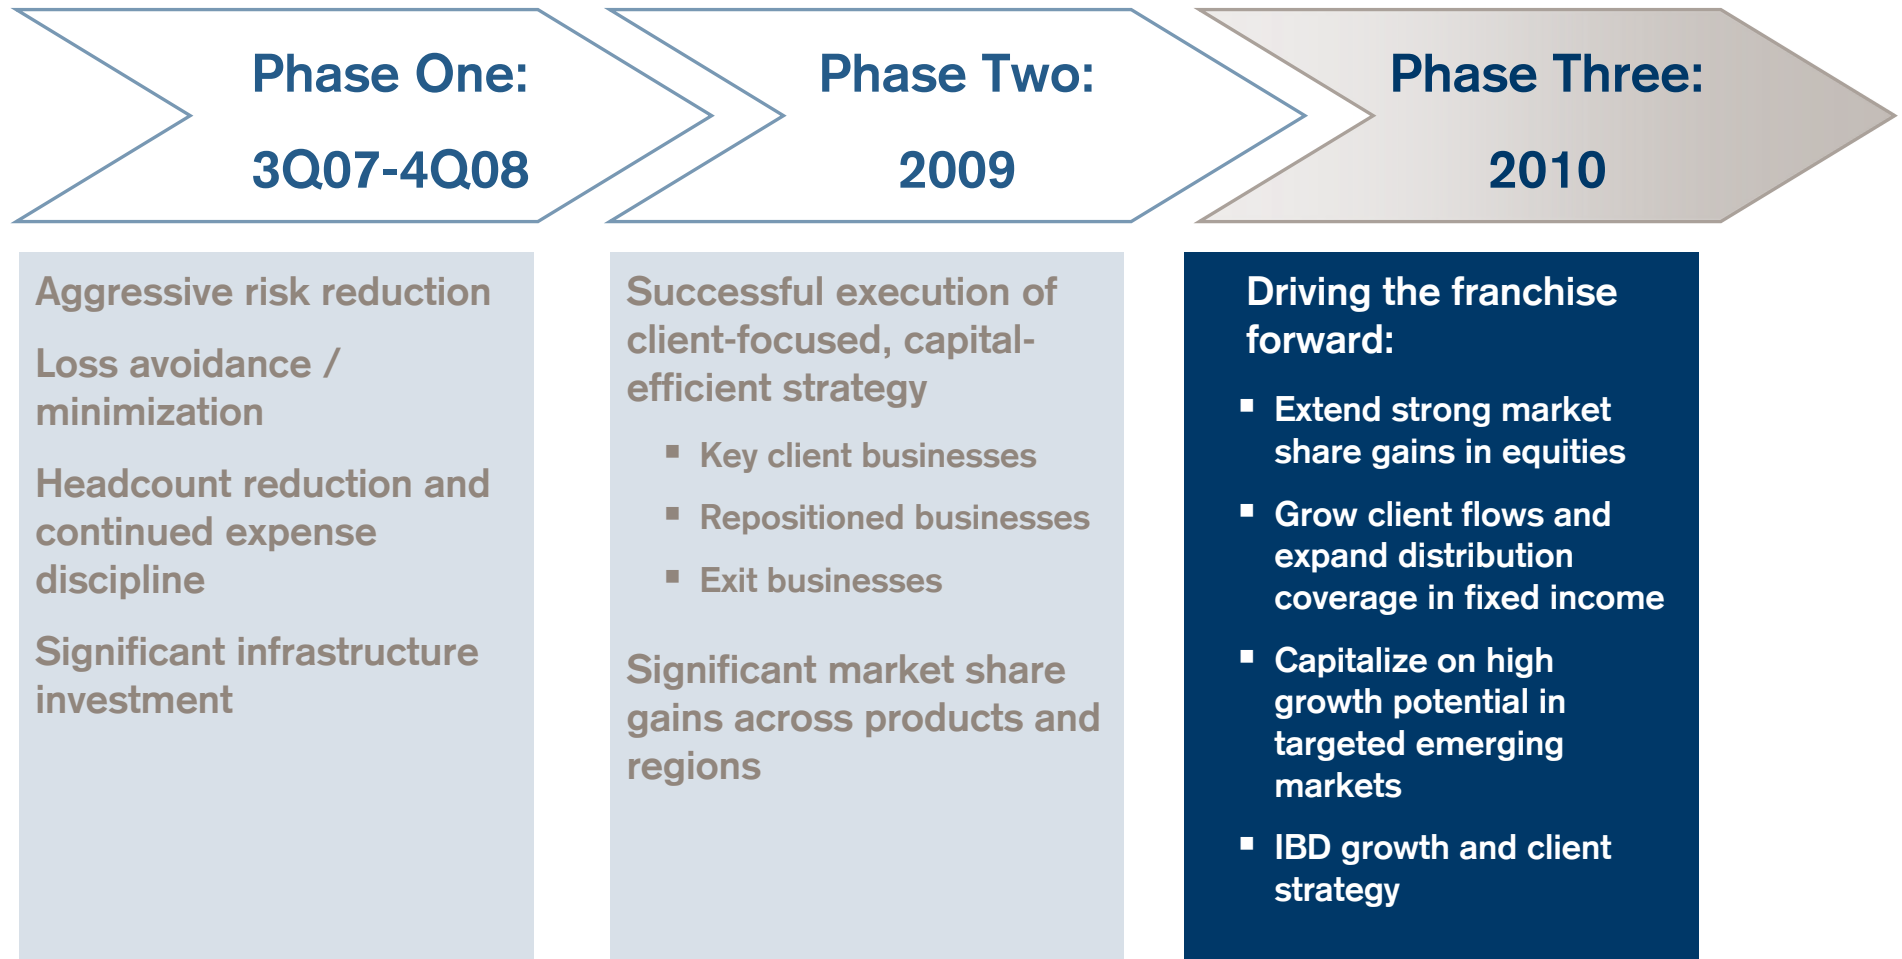 Phase One:
3Q07-4Q08
Phase Two:
2009
Phase Three:
2010
Aggressive risk reduction
Loss avoidance /
minimization
Headcount reduction and
continued expense
discipline
Significant infrastructure
investment
Successful execution of
client-focused, capital-
efficient strategy
▪ Key client businesses
▪ Repositioned businesses
▪ Exit businesses
Significant market share
gains across products and
regions
Driving the franchise
forward:
▪ Extend strong market
share gains in equities
▪ Grow client flows and
expand distribution
coverage in fixed income
▪ Capitalize on high
growth potential in
targeted emerging
markets
▪ IBD growth and client
strategy